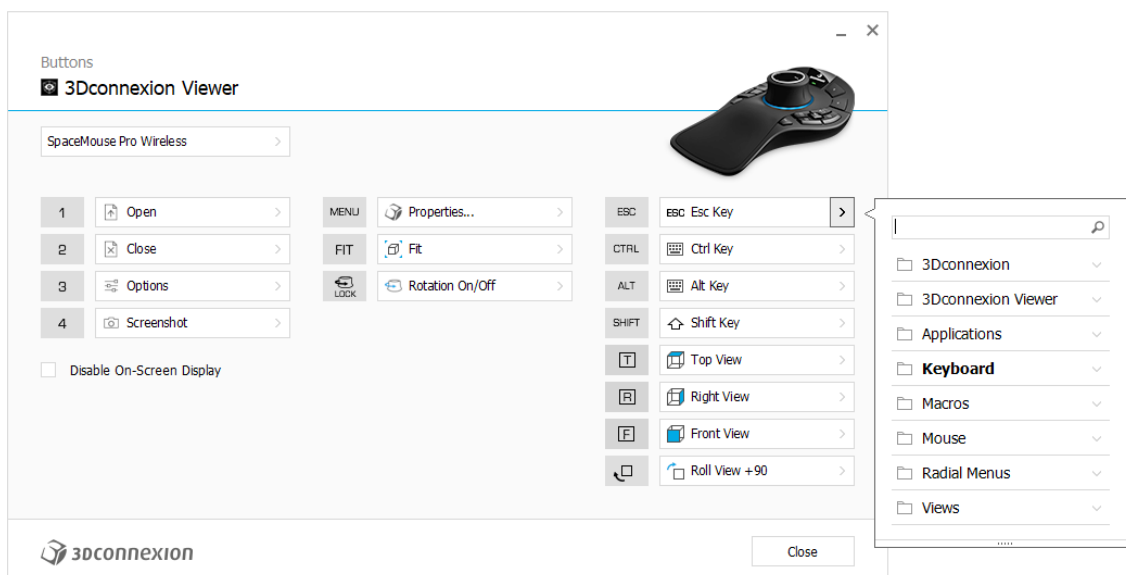 Buttons
3Dconnexion Viewer
SpaceMouse Pro Wireless
1 Open
2 Close
3 Options
4 Screenshot
Disable On-Screen Display
MENU Properties...
FIT Fit
LOCK Rotation On/Off
ESC ESC Esc Key
CTRL Ctrl Key
ALT Alt Key
SHIFT Shift Key
T Top View
R Right View
F Front View
Roll View +90
3Dconnexion
3Dconnexion Viewer
Applications
Keyboard
Macros
Mouse
Radial Menus
Views
3Dconnexion
Close